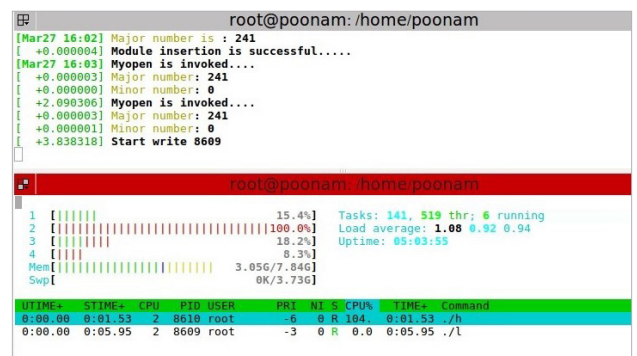 root@poonam: /home/poonam
[Mar27 16:02] Major number is : 241
[  +0.000004] Module insertion is successful.....
[Mar27 16:03] Myopen is invoked....
[  +0.000003] Major number: 241
[  +0.000000] Minor number: 0
[  +2.090306] Myopen is invoked....
[  +0.000003] Major number: 241
[  +0.000001] Minor number: 0
[  +3.838318] Start write 8609
root@poonam: /home/poonam
1 [|||||| 15.4%] Tasks: 141, 519 thr; 6 running
2 [||||||||||||||||||||||||||||||||100.0%] Load average: 1.08 0.92 0.94
3 [|||||||| 18.2%] Uptime: 05:03:55
4 [|||| 8.3%]
Mem[|||||||||||||||||||||||| 3.05G/7.84G]
Swp[ 0K/3.73G]
UTIME+ STIME+ CPU PID USER PRI NI S CPU% TIME+ Command
0:00.00 0:01.53 2 8610 root -6 0 R 104. 0:01.53 ./h
0:00.00 0:05.95 2 8609 root -3 0 R 0.0 0:05.95 ./l